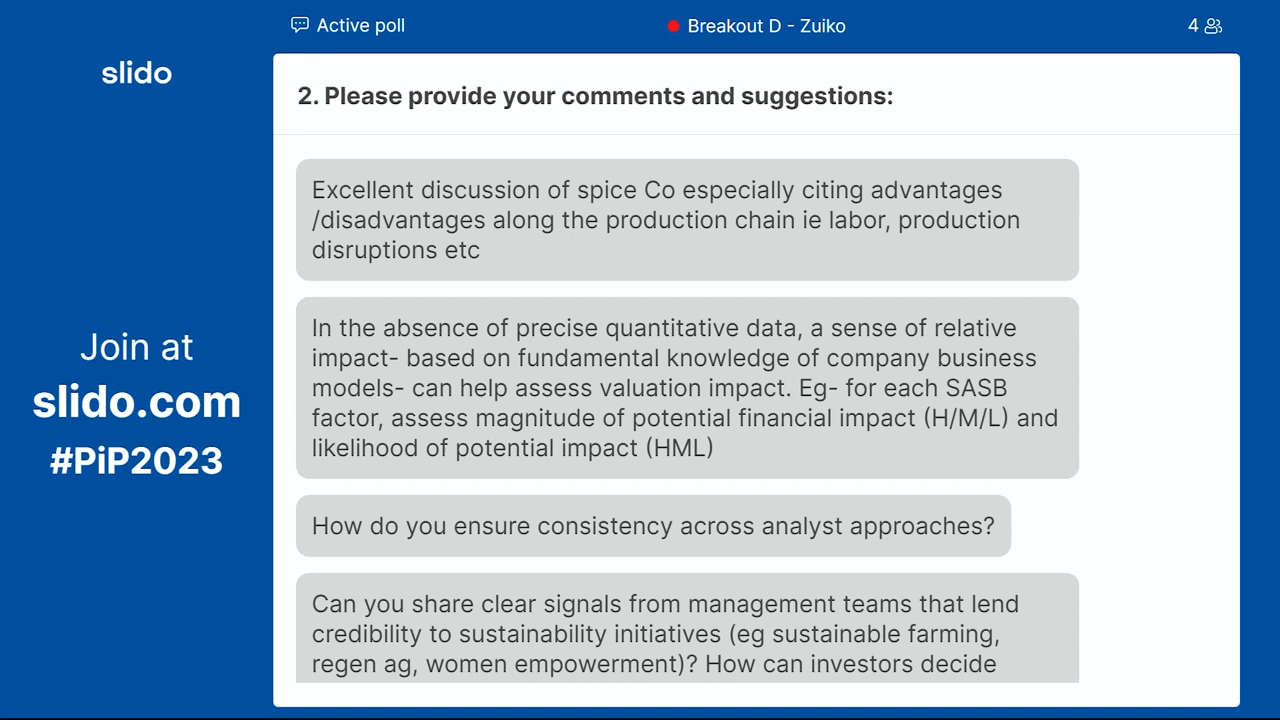 Active poll
Breakout D - Zuiko
4
slido
2. Please provide your comments and suggestions:
Excellent discussion of spice Co especially citing advantages
/disadvantages along the production chain ie labor, production
disruptions etc
In the absence of precise quantitative data, a sense of relative
impact- based on fundamental knowledge of company business
models- can help assess valuation impact. Eg- for each SASB
factor, assess magnitude of potential financial impact (H/M/L) and
likelihood of potential impact (HML)
How do you ensure consistency across analyst approaches?
Can you share clear signals from management teams that lend
credibility to sustainability initiatives (eg sustainable farming,
regen ag, women empowerment)? How can investors decide
Join at
slido.com
#PiP2023